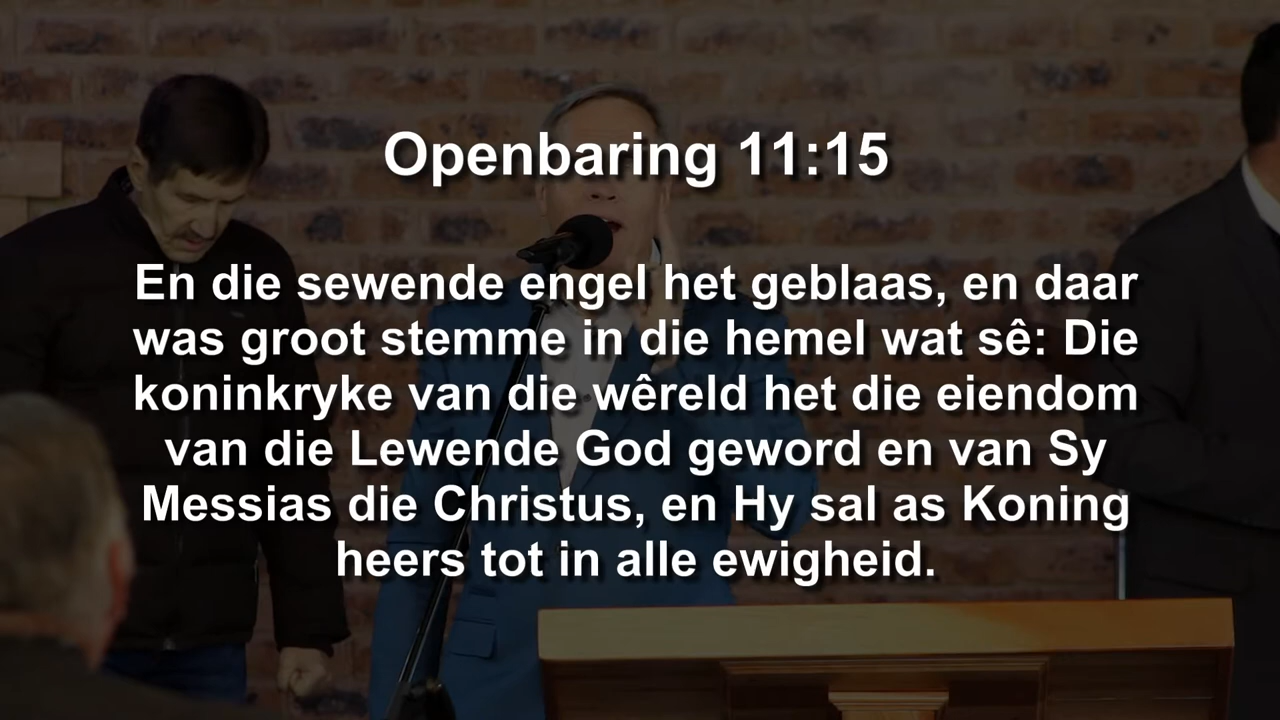 Openbaring 11:15
En die sewende engel het geblaas, en daar
was groot stemme in die hemel wat sê: Die
koninkryke van die wêreld het die eiendom
van die Lewende God geword en van Sy
Messias die Christus, en Hy sal as Koning
heers tot in alle ewigheid.